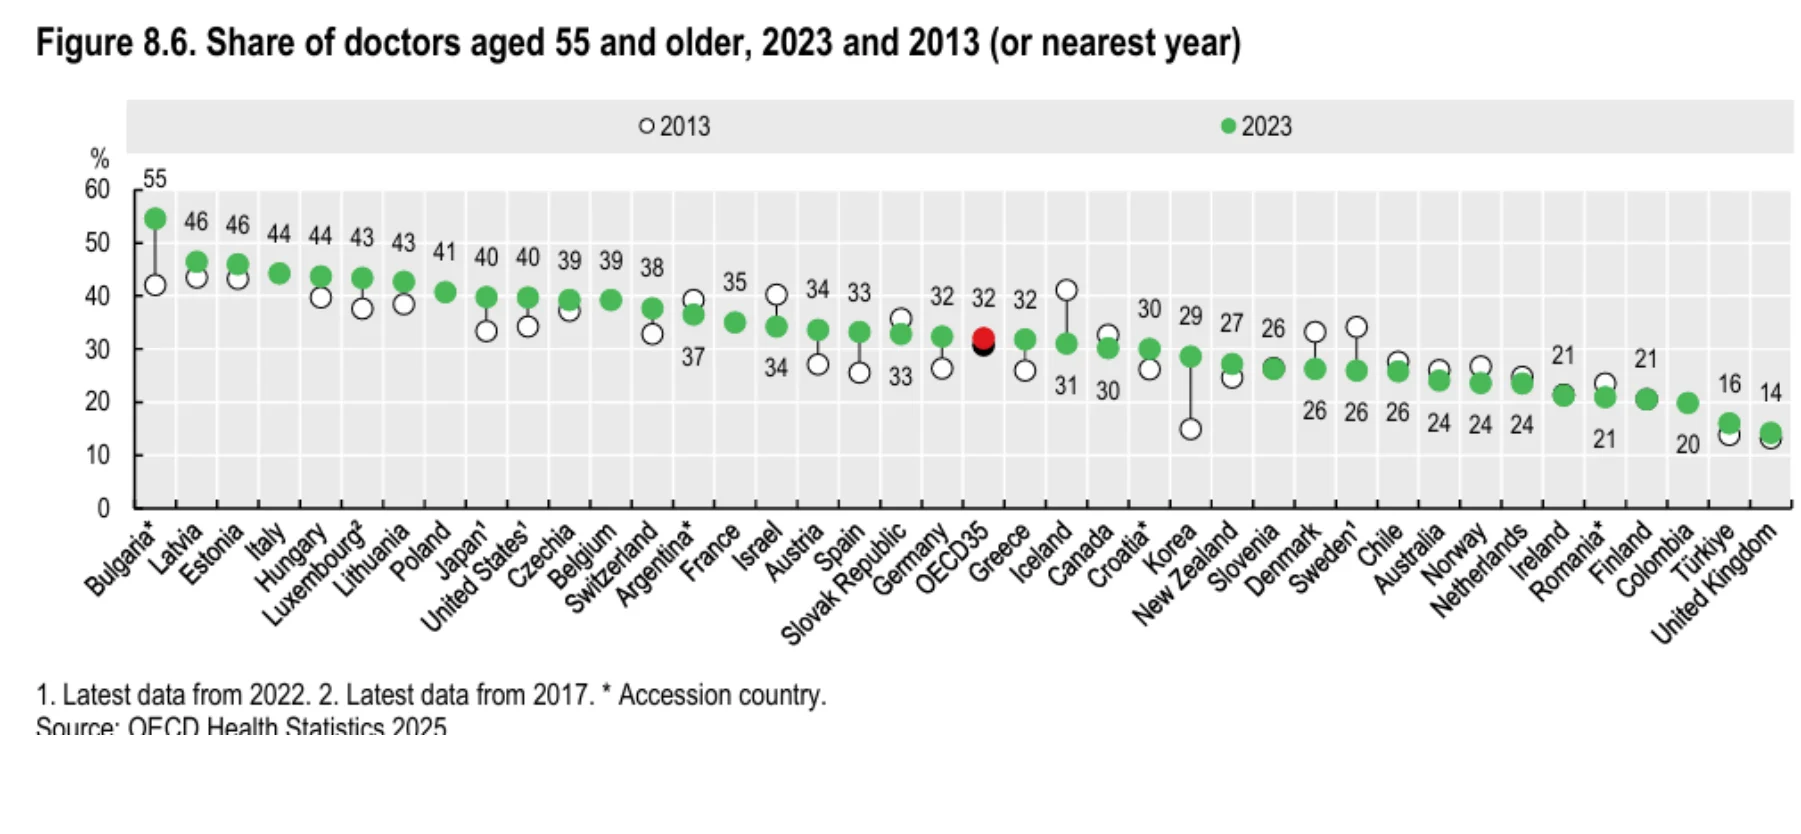 Figure 8.6. Share of doctors aged 55 and older, 2023 and 2013 (or nearest year)
2013 2023
%
60
50
40
30
20
10
0
55 46 46 44 44 43 43 41 40 40 39 39 38 37 35 34 34 33 33 32 32 32 31 30 30 29 27 26 26 26 26 24 24 24 21 21 21 20 16 14
Bulgaria*
Latvia
Estonia
Italy
Hungary
Luxembourg²
Lithuania
Poland
Japan¹
United States¹
Czechia
Belgium
Switzerland
Argentina*
France
Israel
Austria
Spain
Slovak Republic
Germany
OECD35
Greece
Iceland
Canada
Croatia*
Korea
New Zealand
Slovenia
Denmark
Sweden¹
Chile
Australia
Norway
Netherlands
Ireland
Romania*
Finland
Colombia
Türkiye
United Kingdom
1. Latest data from 2022. 2. Latest data from 2017. * Accession country.
Source: OECD Health Statistics 2025